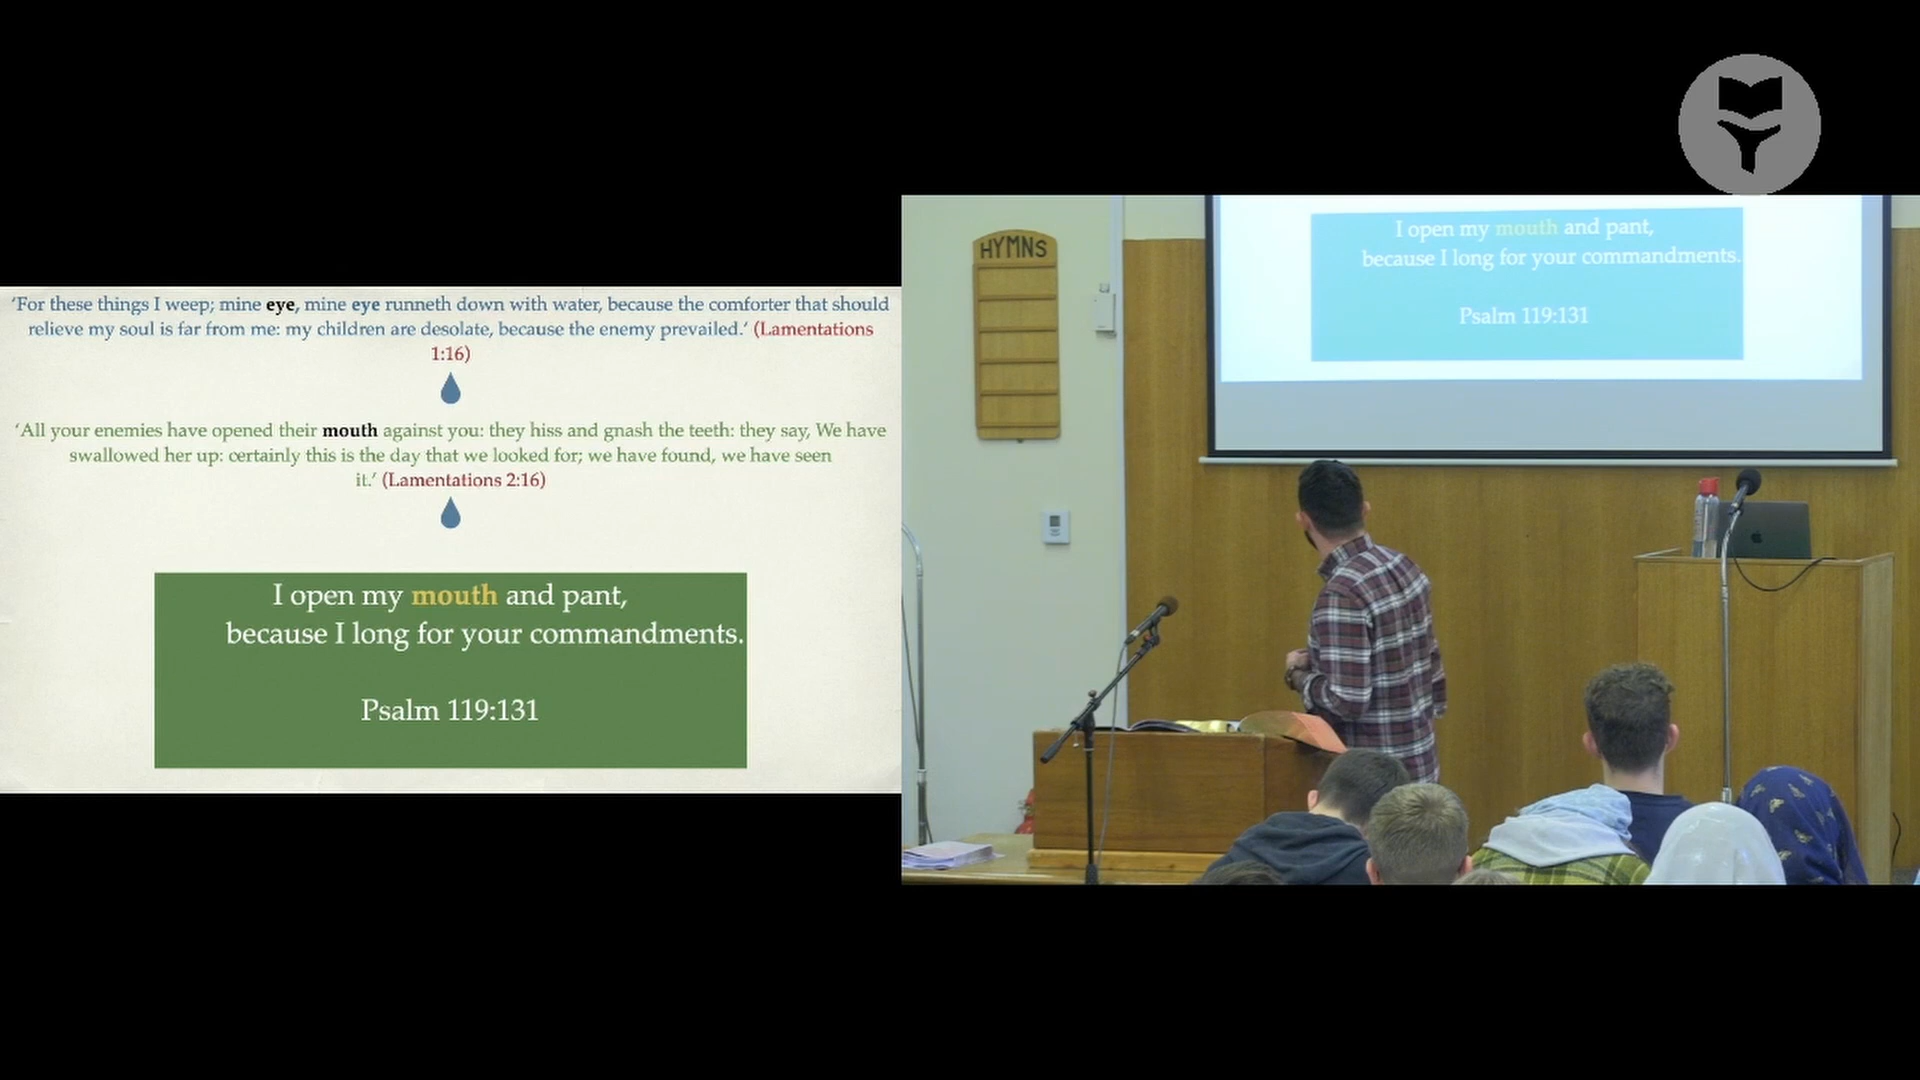 ‘For these things I weep; mine eye, mine eye runneth down with water, because the comforter that should
relieve my soul is far from me: my children are desolate, because the enemy prevailed.’ (Lamentations
1:16)
‘All your enemies have opened their mouth against you: they hiss and gnash the teeth: they say, We have
swallowed her up: certainly this is the day that we looked for; we have found, we have seen
it.’ (Lamentations 2:16)
I open my mouth and pant,
because I long for your commandments.
Psalm 119:131
HYMNS
I open my mouth and pant,
because I long for your commandments.
Psalm 119:131